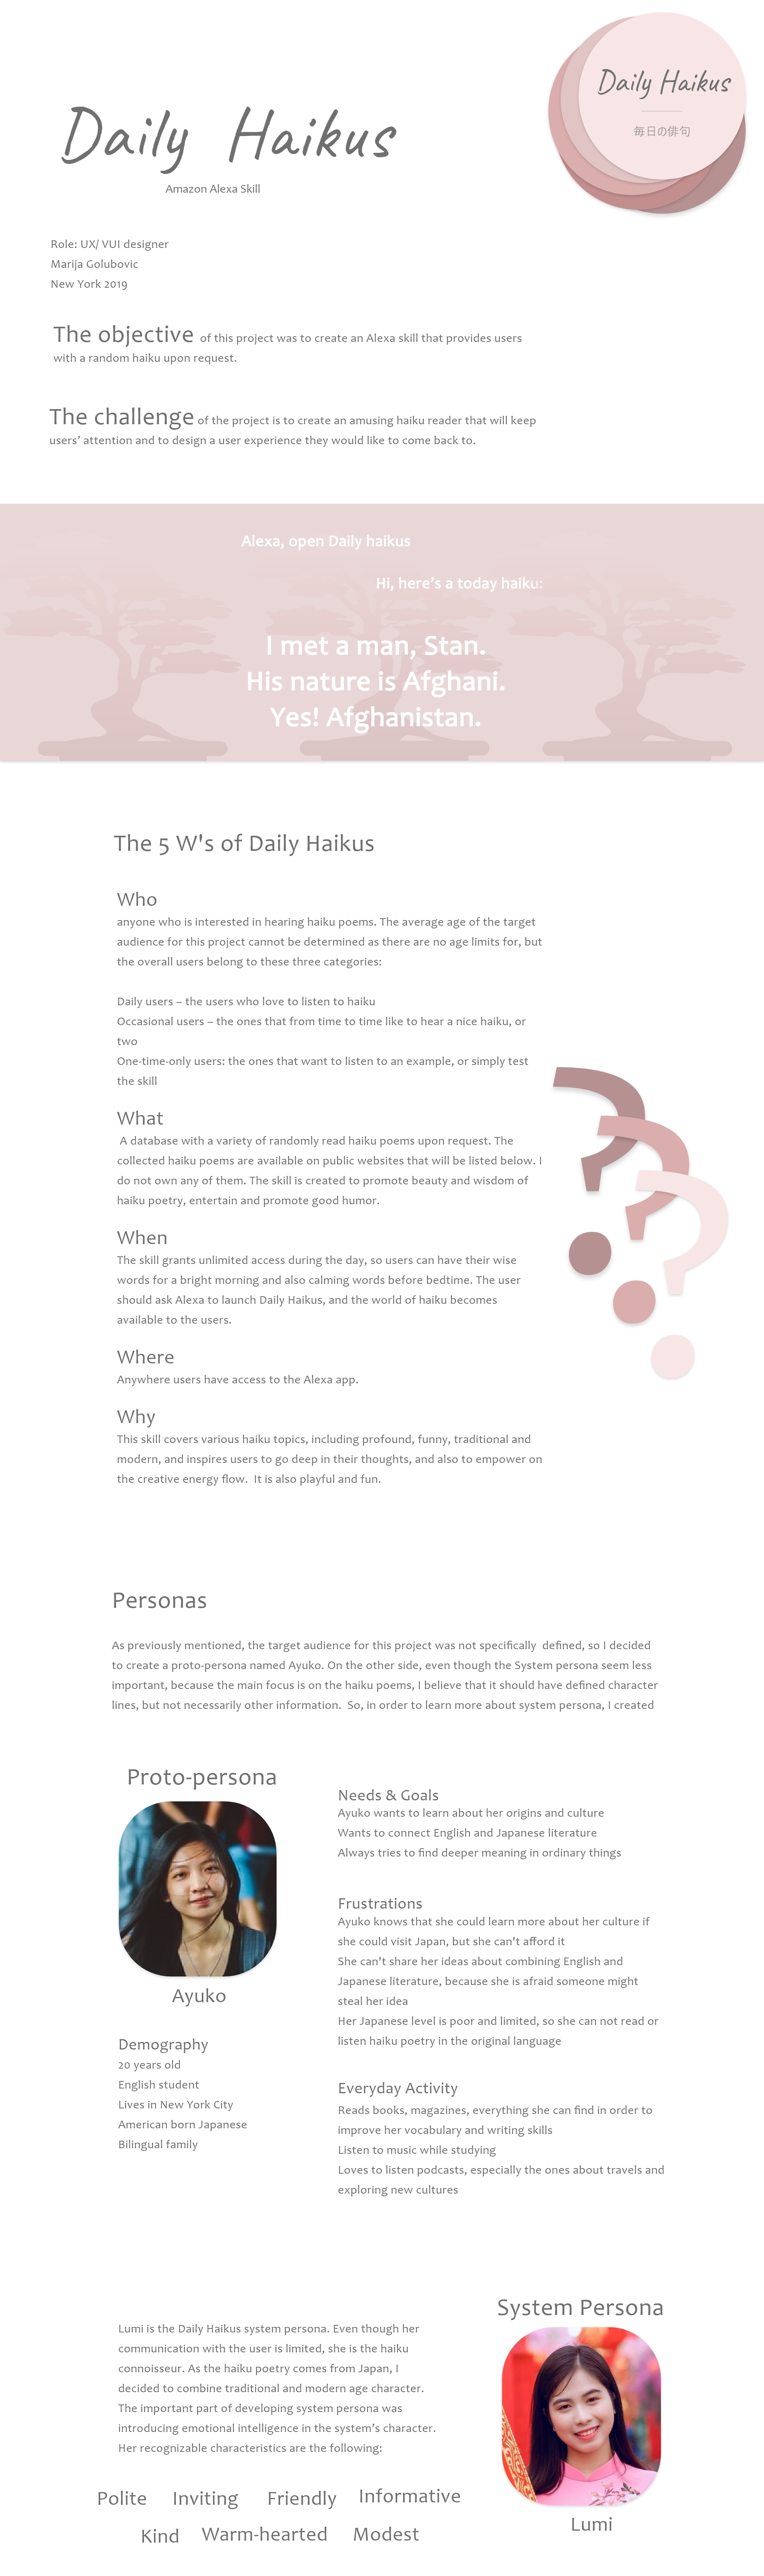 Daily Haikus
毎日の俳句
Daily Haikus
Amazon Alexa Skill
Role: UX/ VUI designer
Marija Golubovic
New York 2019
The objective of this project was to create an Alexa skill that provides users
with a random haiku upon request.
The challenge of the project is to create an amusing haiku reader that will keep
users’ attention and to design a user experience they would like to come back to.
Alexa, open Daily haikus
Hi, here’s a today haiku:
I met a man, Stan.
His nature is Afghani.
Yes! Afghanistan.
The 5 W's of Daily Haikus
Who
anyone who is interested in hearing haiku poems. The average age of the target
audience for this project cannot be determined as there are no age limits for, but
the overall users belong to these three categories:
Daily users – the users who love to listen to haiku
Occasional users – the ones that from time to time like to hear a nice haiku, or
two
One-time-only users: the ones that want to listen to an example, or simply test
the skill
What
A database with a variety of randomly read haiku poems upon request. The
collected haiku poems are available on public websites that will be listed below. I
do not own any of them. The skill is created to promote beauty and wisdom of
haiku poetry, entertain and promote good humor.
When
The skill grants unlimited access during the day, so users can have their wise
words for a bright morning and also calming words before bedtime. The user
should ask Alexa to launch Daily Haikus, and the world of haiku becomes
available to the users.
Where
Anywhere users have access to the Alexa app.
Why
This skill covers various haiku topics, including profound, funny, traditional and
modern, and inspires users to go deep in their thoughts, and also to empower on
the creative energy flow. It is also playful and fun.
? ? ?
Personas
As previously mentioned, the target audience for this project was not specifically defined, so I decided
to create a proto-persona named Ayuko. On the other side, even though the System persona seem less
important, because the main focus is on the haiku poems, I believe that it should have defined character
lines, but not necessarily other information. So, in order to learn more about system persona, I created
Proto-persona
Ayuko
Demography
20 years old
English student
Lives in New York City
American born Japanese
Bilingual family
Needs & Goals
Ayuko wants to learn about her origins and culture
Wants to connect English and Japanese literature
Always tries to find deeper meaning in ordinary things
Frustrations
Ayuko knows that she could learn more about her culture if
she could visit Japan, but she can't afford it
She can't share her ideas about combining English and
Japanese literature, because she is afraid someone might
steal her idea
Her Japanese level is poor and limited, so she can not read or
listen haiku poetry in the original language
Everyday Activity
Reads books, magazines, everything she can find in order to
improve her vocabulary and writing skills
Listen to music while studying
Loves to listen podcasts, especially the ones about travels and
exploring new cultures
System Persona
Lumi
Lumi is the Daily Haikus system persona. Even though her
communication with the user is limited, she is the haiku
connoisseur. As the haiku poetry comes from Japan, I
decided to combine traditional and modern age character.
The important part of developing system persona was
introducing emotional intelligence in the system’s character.
Her recognizable characteristics are the following:
Polite Inviting Friendly Informative
Kind Warm-hearted Modest